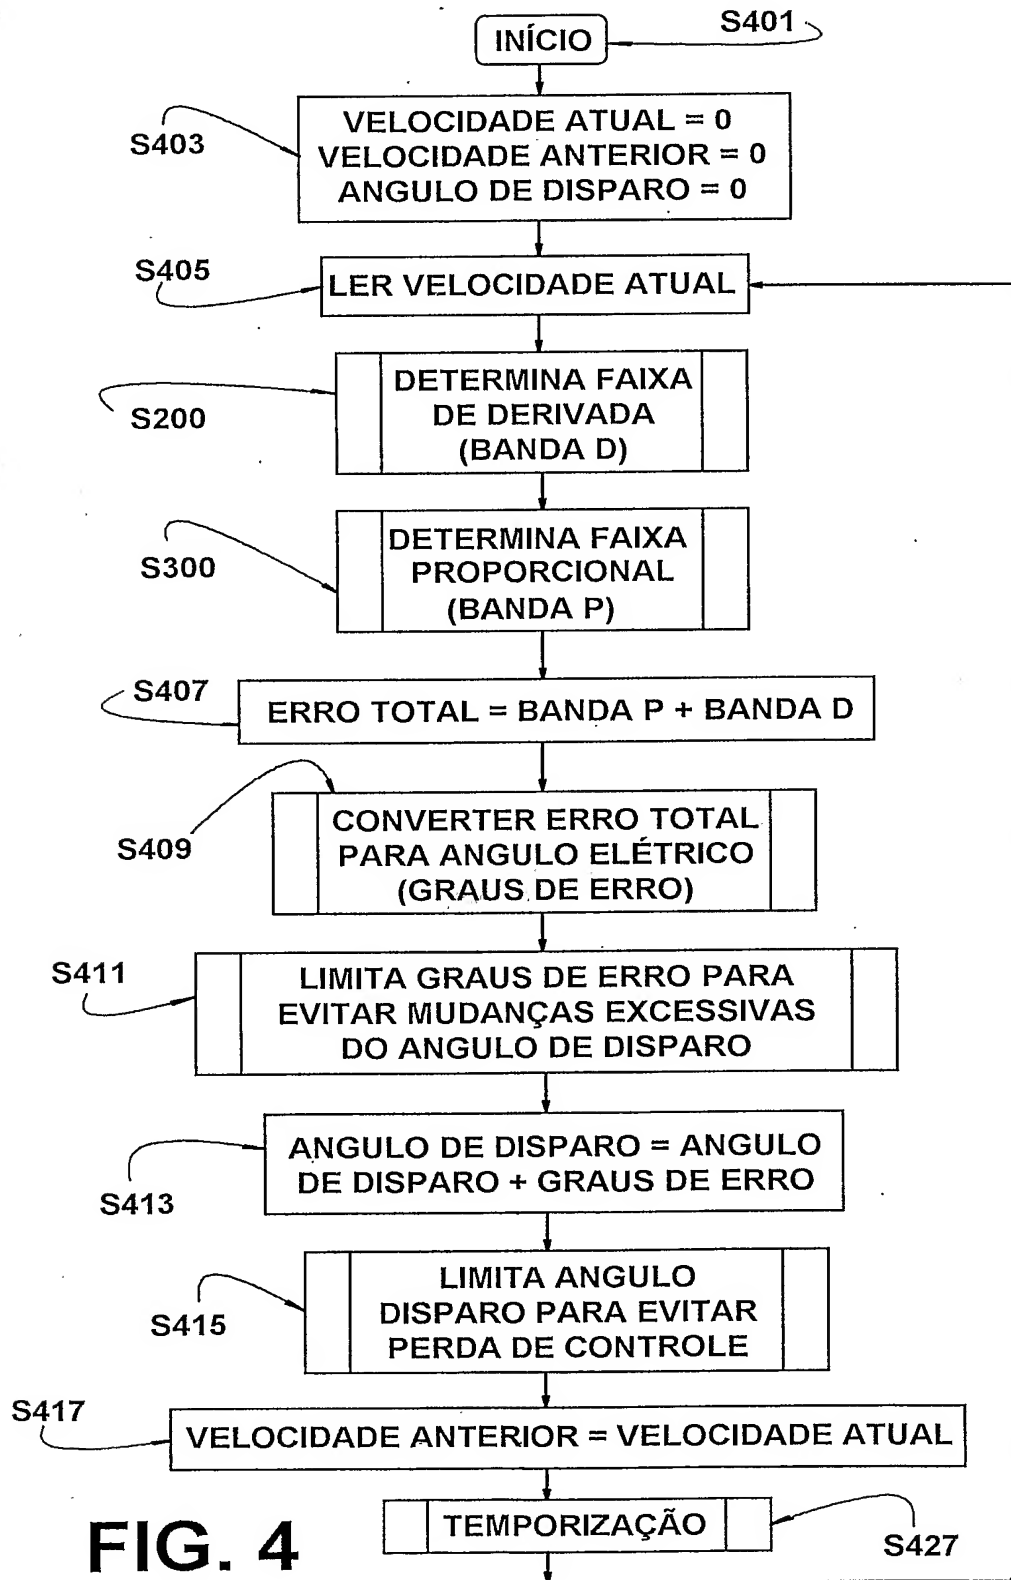 S401
INÍCIO
S403
VELOCIDADE ATUAL = 0
VELOCIDADE ANTERIOR = 0
ANGULO DE DISPARO = 0
S405
LER VELOCIDADE ATUAL
S200
DETERMINA FAIXA
DE DERIVADA
(BANDA D)
S300
DETERMINA FAIXA
PROPORCIONAL
(BANDA P)
S407
ERRO TOTAL = BANDA P + BANDA D
S409
CONVERTER ERRO TOTAL
PARA ANGULO ELÉTRICO
(GRAUS DE ERRO)
S411
LIMITA GRAUS DE ERRO PARA
EVITAR MUDANÇAS EXCESSIVAS
DO ANGULO DE DISPARO
S413
ANGULO DE DISPARO = ANGULO
DE DISPARO + GRAUS DE ERRO
S415
LIMITA ANGULO
DISPARO PARA EVITAR
PERDA DE CONTROLE
S417
VELOCIDADE ANTERIOR = VELOCIDADE ATUAL
TEMPORIZAÇÃO
S427
FIG. 4